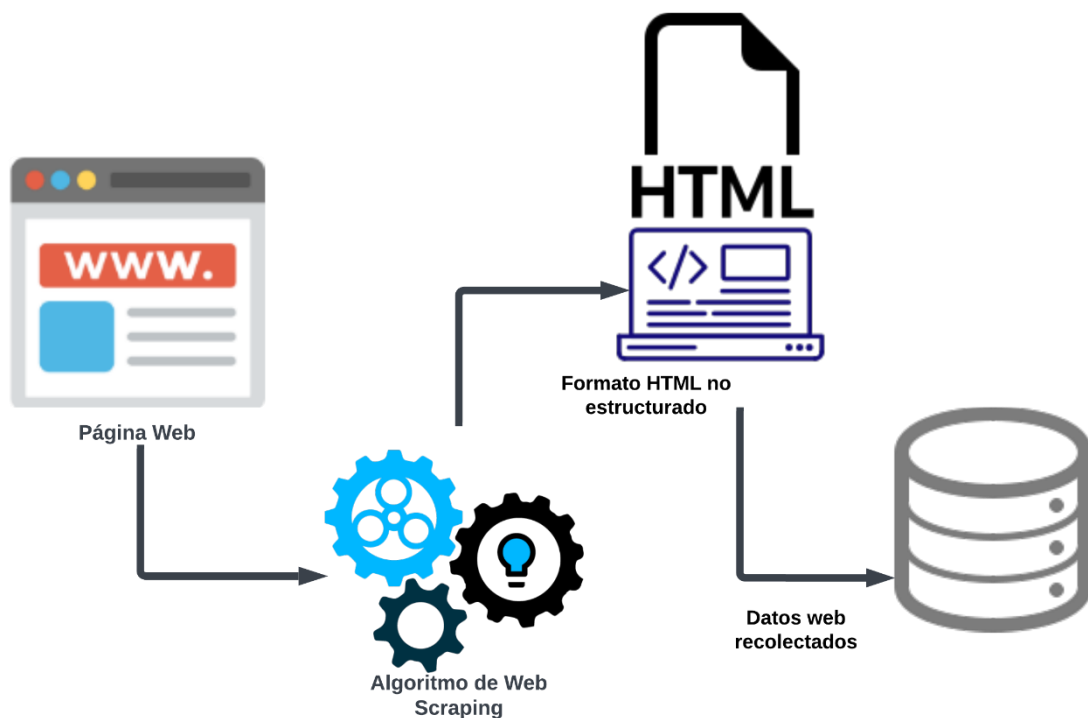 www.
Página Web
Algoritmo de Web
Scraping
HTML
</>
Formato HTML no
estructurado
Datos web
recolectados